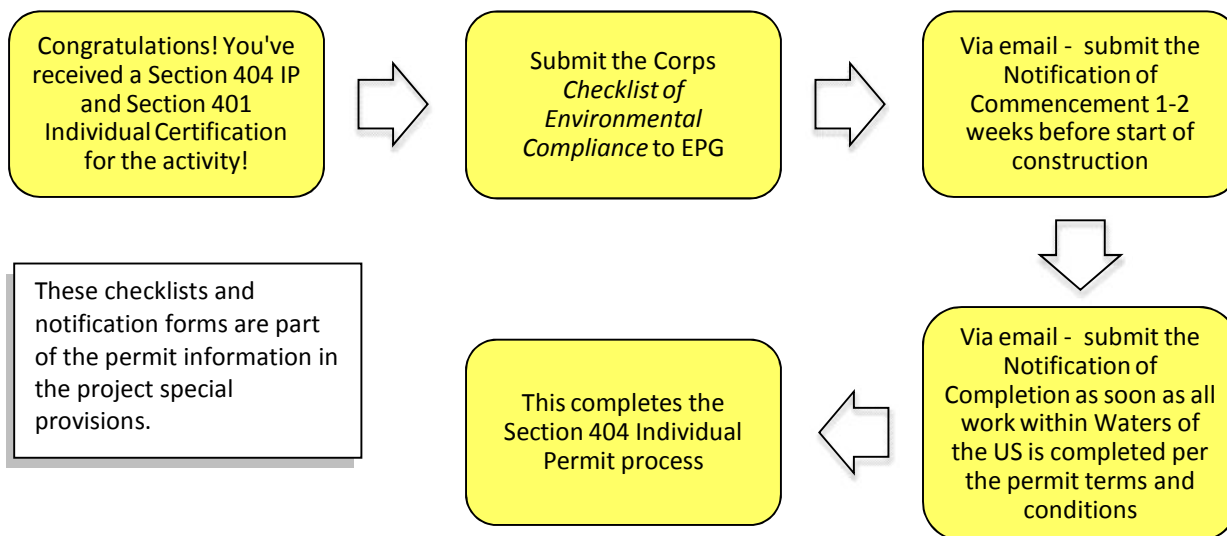 Congratulations! You've
received a Section 404 IP
and Section 401
Individual Certification
for the activity!
Submit the Corps
Checklist of
Environmental
Compliance to EPG
Via email -  submit the
Notification of
Commencement 1-2
weeks before start of
construction
Via email -  submit the
Notification of
Completion as soon as all
work within Waters of
the US is completed per
the permit terms and
conditions
This completes the
Section 404 Individual
Permit process
These checklists and
notification forms are part
of the permit information in
the project special
provisions.